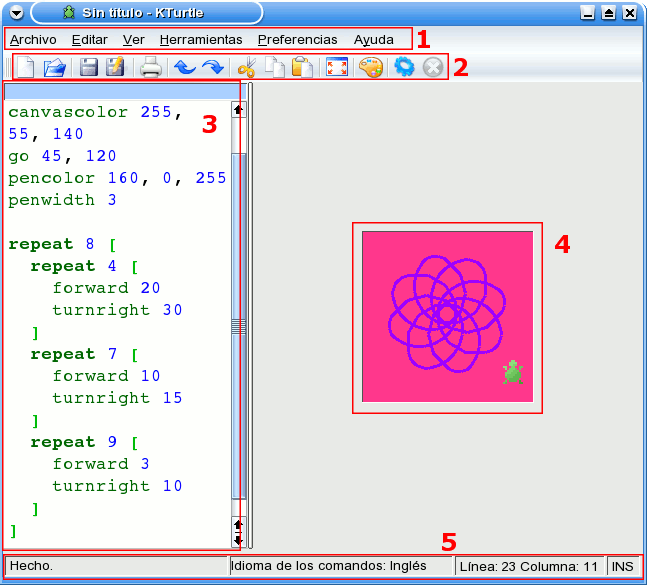 Sin título - KTurtle
Archivo Editar Ver Herramientas Preferencias Ayuda 1
2
3
canvascolor 255,
55, 140
go 45, 120
pencolor 160, 0, 255
penwidth 3
repeat 8 [
repeat 4 [
forward 20
turnright 30
]
repeat 7 [
forward 10
turnright 15
]
repeat 9 [
forward 3
turnright 10
]
]
4
5
Hecho. Idioma de los comandos: Inglés Línea: 23 Columna: 11 INS